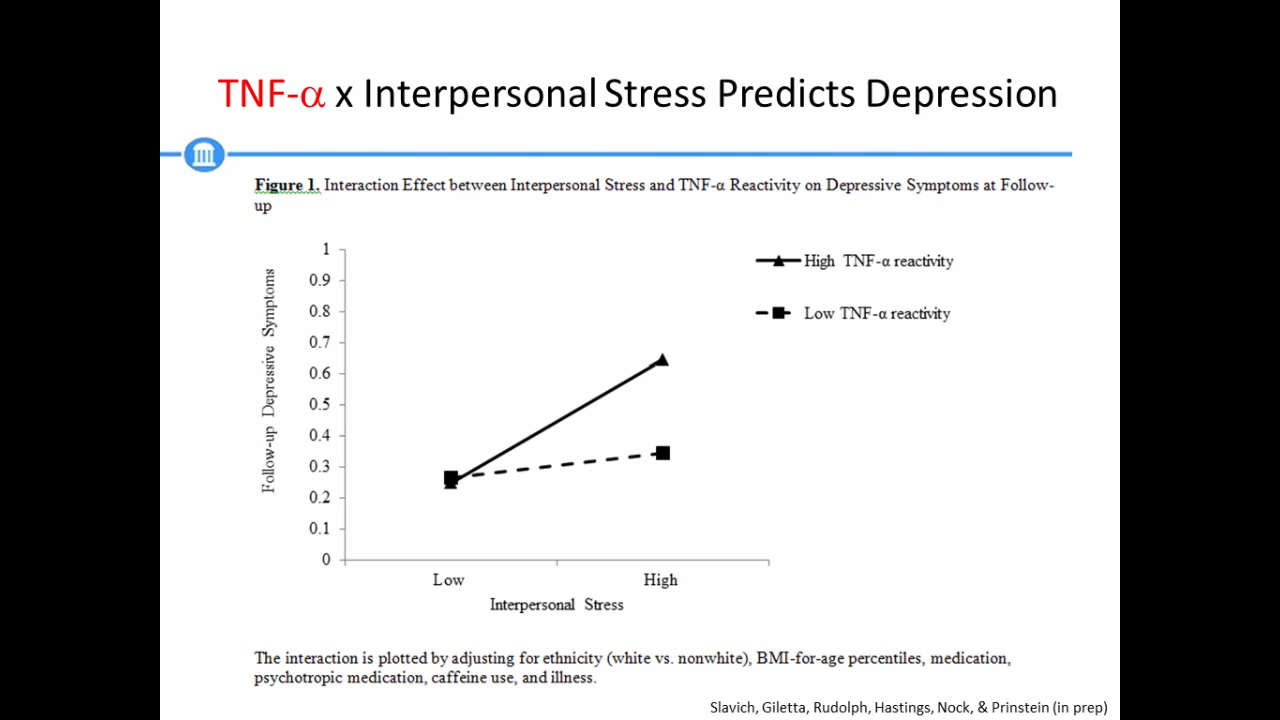 TNF-α x Interpersonal Stress Predicts Depression
Figure 1. Interaction Effect between Interpersonal Stress and TNF-α Reactivity on Depressive Symptoms at Follow-
up
Follow-up Depressive Symptoms
1
0.9
0.8
0.7
0.6
0.5
0.4
0.3
0.2
0.1
0
High TNF-α reactivity
Low TNF-α reactivity
Low High
Interpersonal Stress
The interaction is plotted by adjusting for ethnicity (white vs. nonwhite), BMI-for-age percentiles, medication,
psychotropic medication, caffeine use, and illness.
Slavich, Giletta, Rudolph, Hastings, Nock, & Prinstein (in prep)